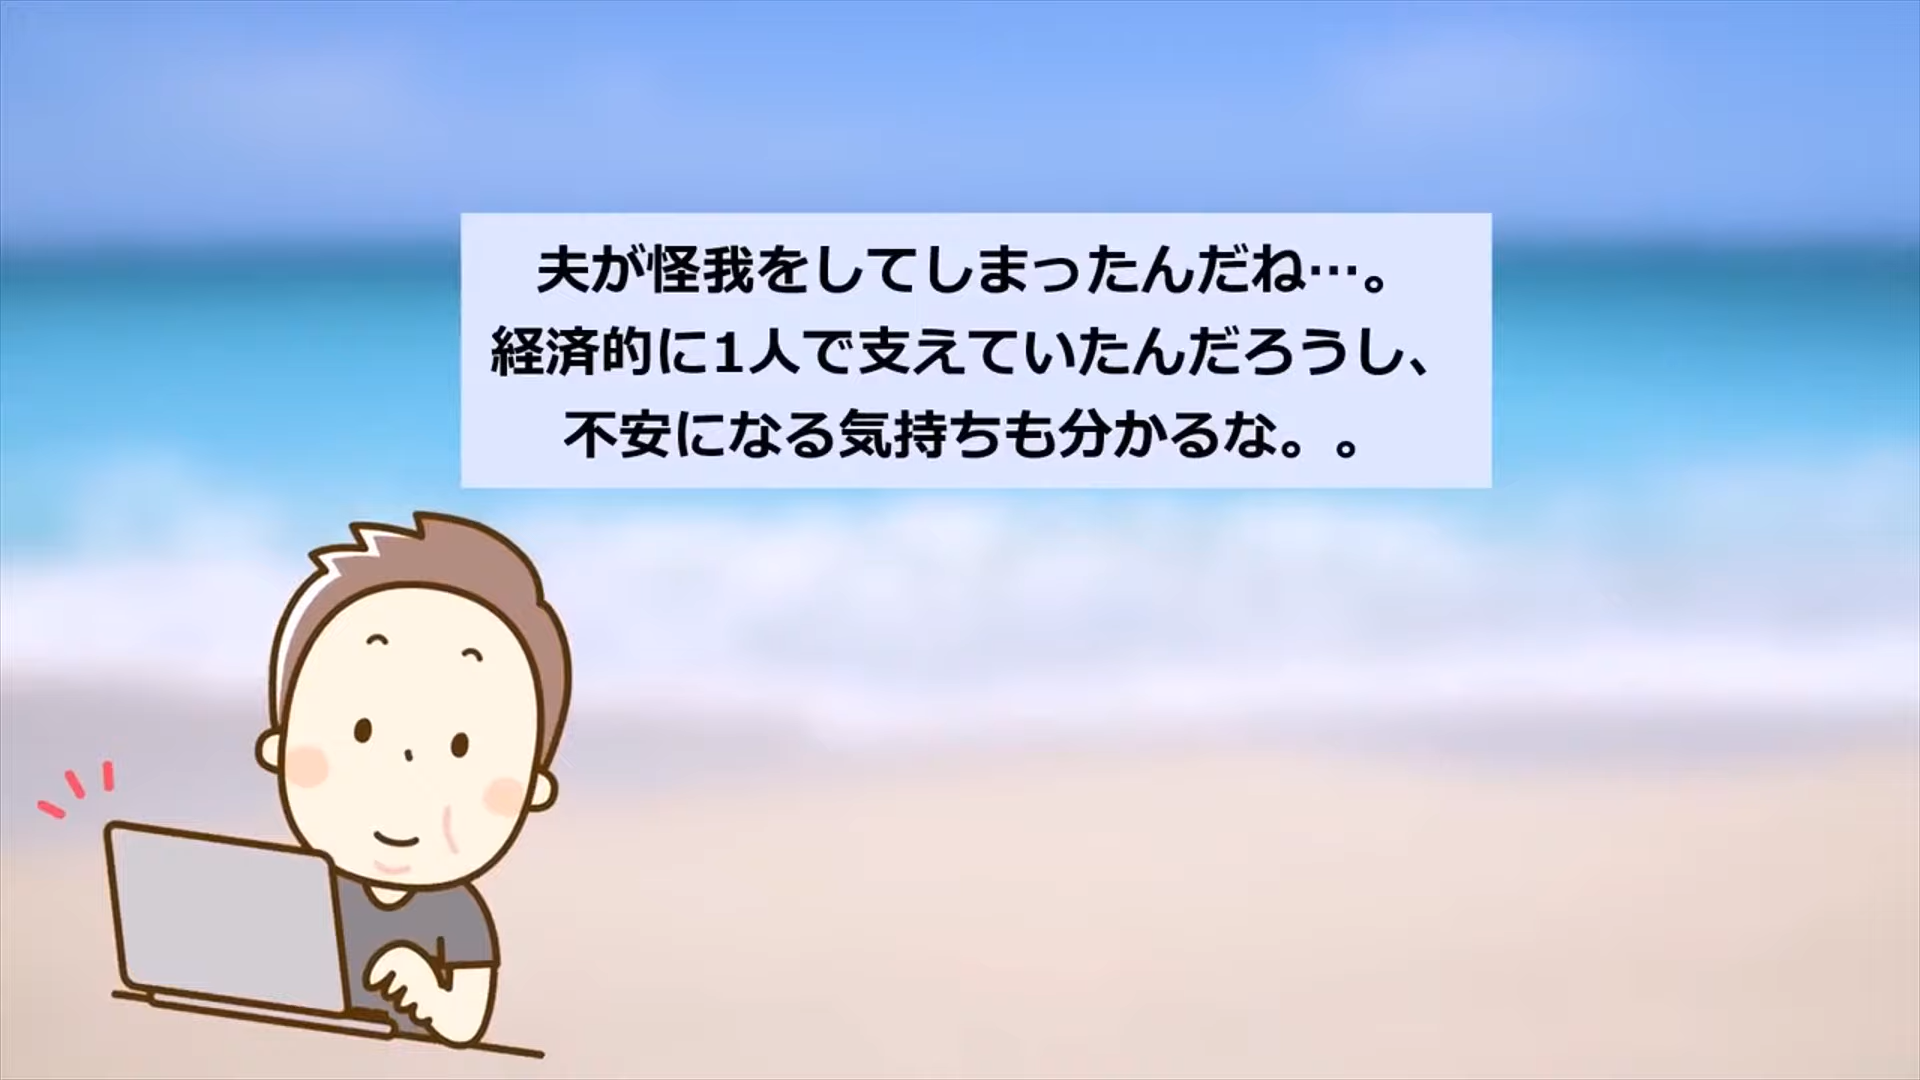 夫が怪我をしてしまったんだね…。
経済的に1人で支えていたんだろうし、
不安になる気持ちも分かるな。。